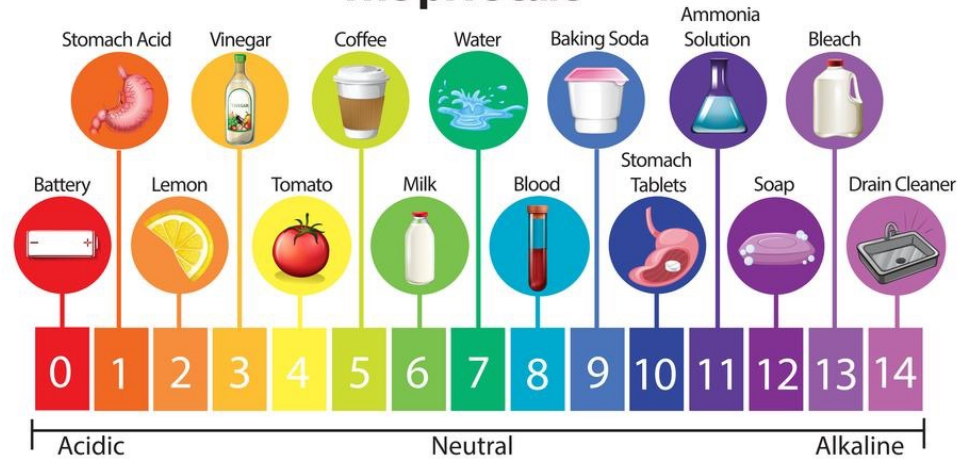 Stomach Acid
Vinegar
Coffee
Water
Baking Soda
Ammonia
Solution
Bleach
Battery
Lemon
Tomato
Milk
Blood
Stomach
Tablets
Soap
Drain Cleaner
0 1 2 3 4 5 6 7 8 9 10 11 12 13 14
Acidic
Neutral
Alkaline